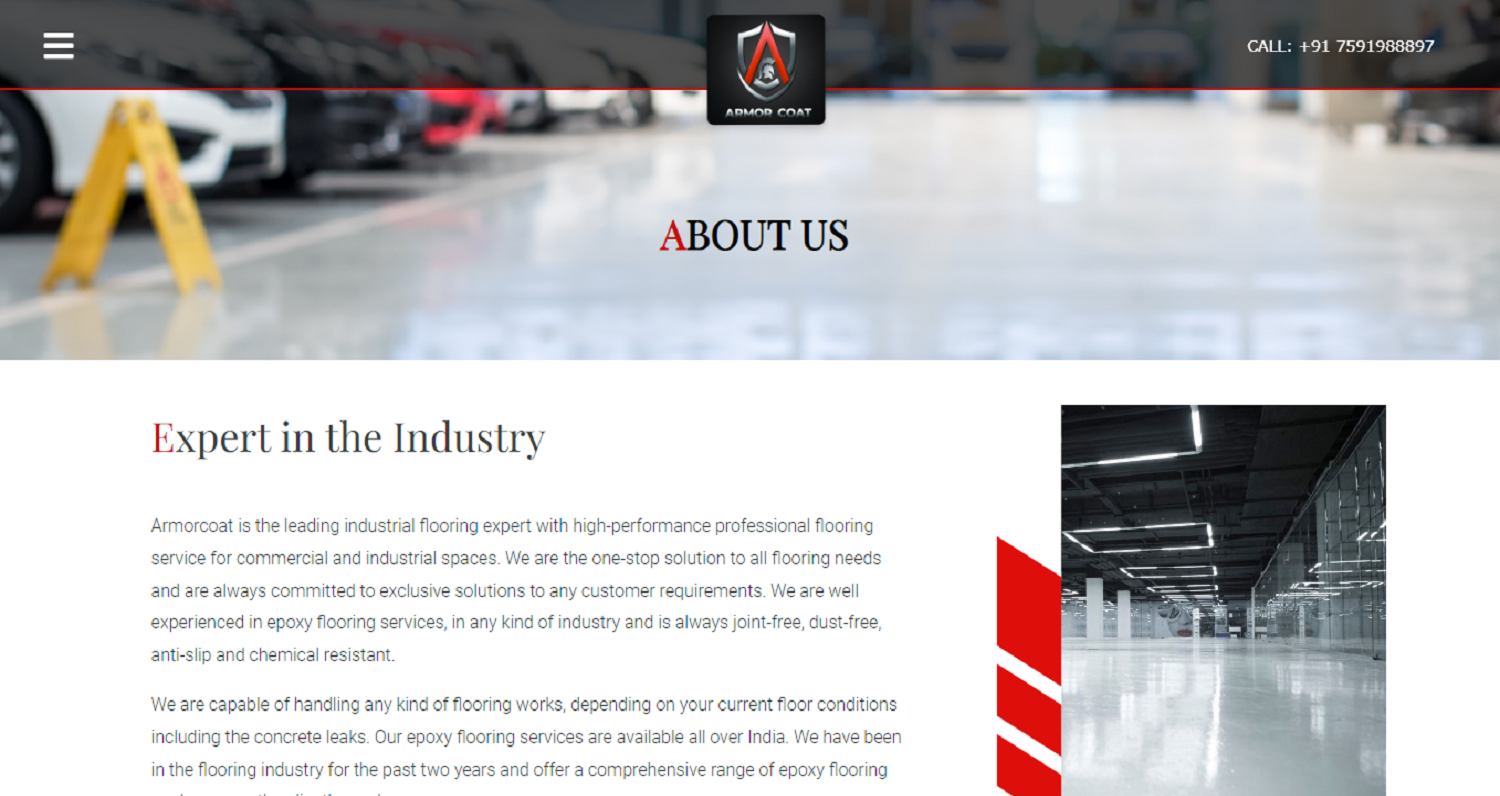 ARMOR COAT
CALL: +91 7591988897
ABOUT US
Expert in the Industry
Armorcoat is the leading industrial flooring expert with high-performance professional flooring
service for commercial and industrial spaces. We are the one-stop solution to all flooring needs
and are always committed to exclusive solutions to any customer requirements. We are well
experienced in epoxy flooring services, in any kind of industry and is always joint-free, dust-free,
anti-slip and chemical resistant.
We are capable of handling any kind of flooring works, depending on your current floor conditions
including the concrete leaks. Our epoxy flooring services are available all over India. We have been
in the flooring industry for the past two years and offer a comprehensive range of epoxy flooring